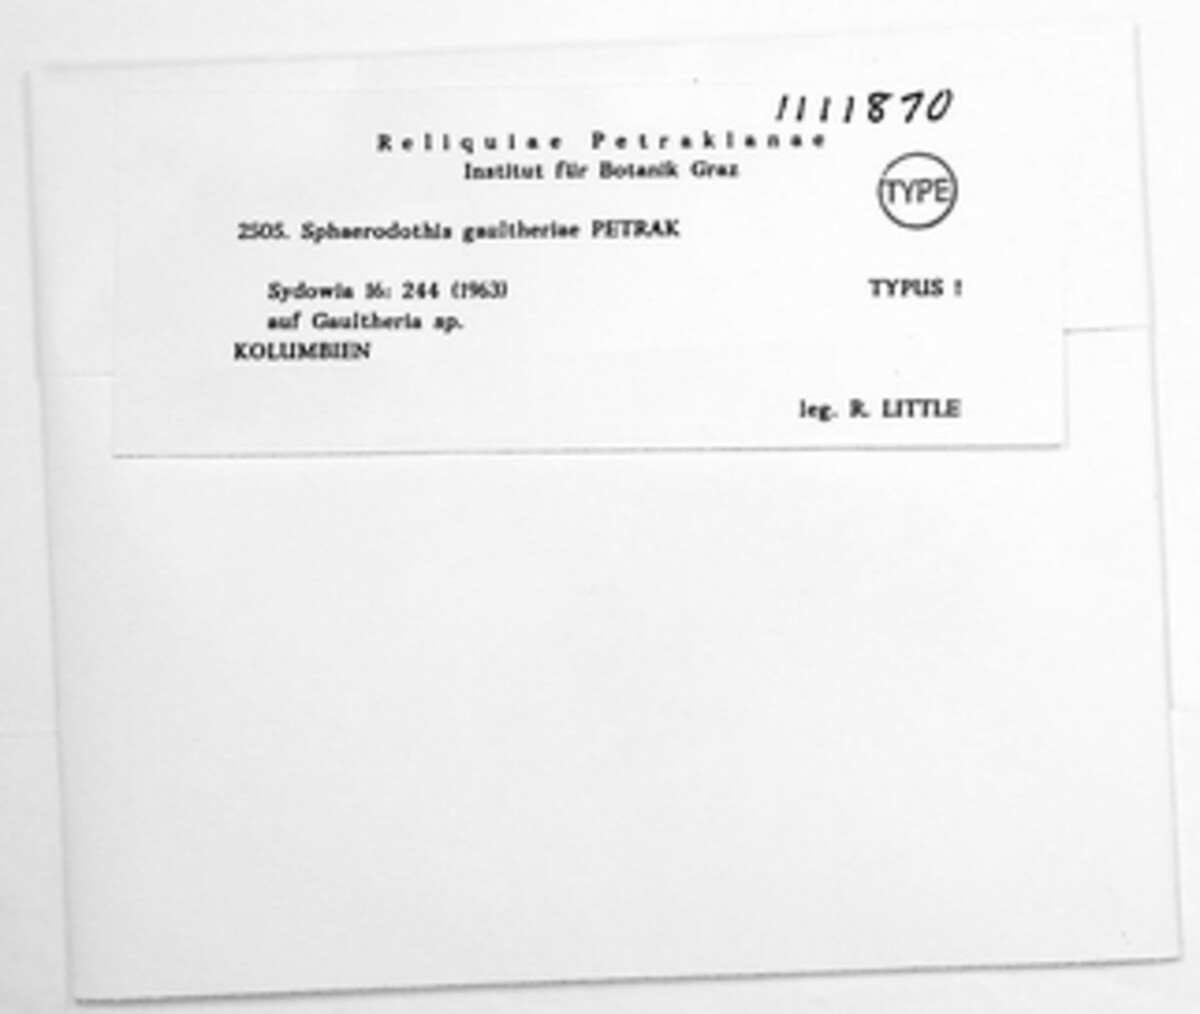 1111870
Reliquiae Petrakianae
Institut für Botanik Graz
TYPE
2505. Sphaerodothis gaultheriae PETRAK
Sydowia 16: 244 (1963)
TYPUS !
auf Gaultheria sp.
KOLUMBIEN
leg. R. LITTLE